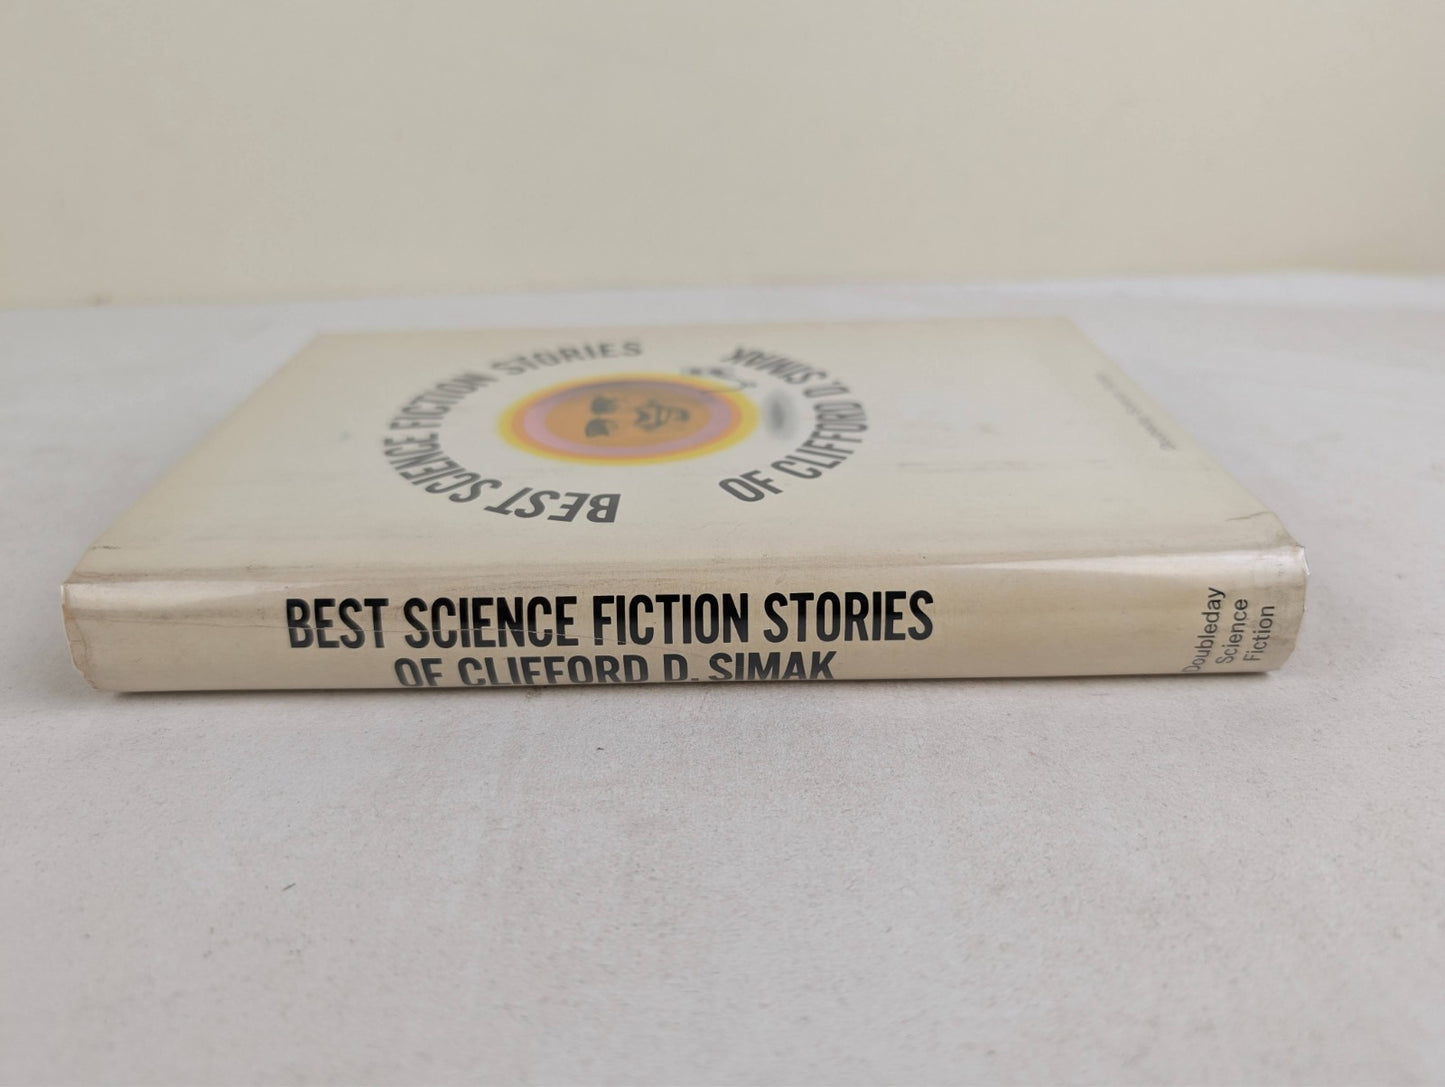 BEST SCIENCE FICTION STORIES
OF CLIFFORD D. SIMAK
BEST SCIENCE FICTION STORIES
OF CLIFFORD D. SIMAK
Doubleday
Science
Fiction